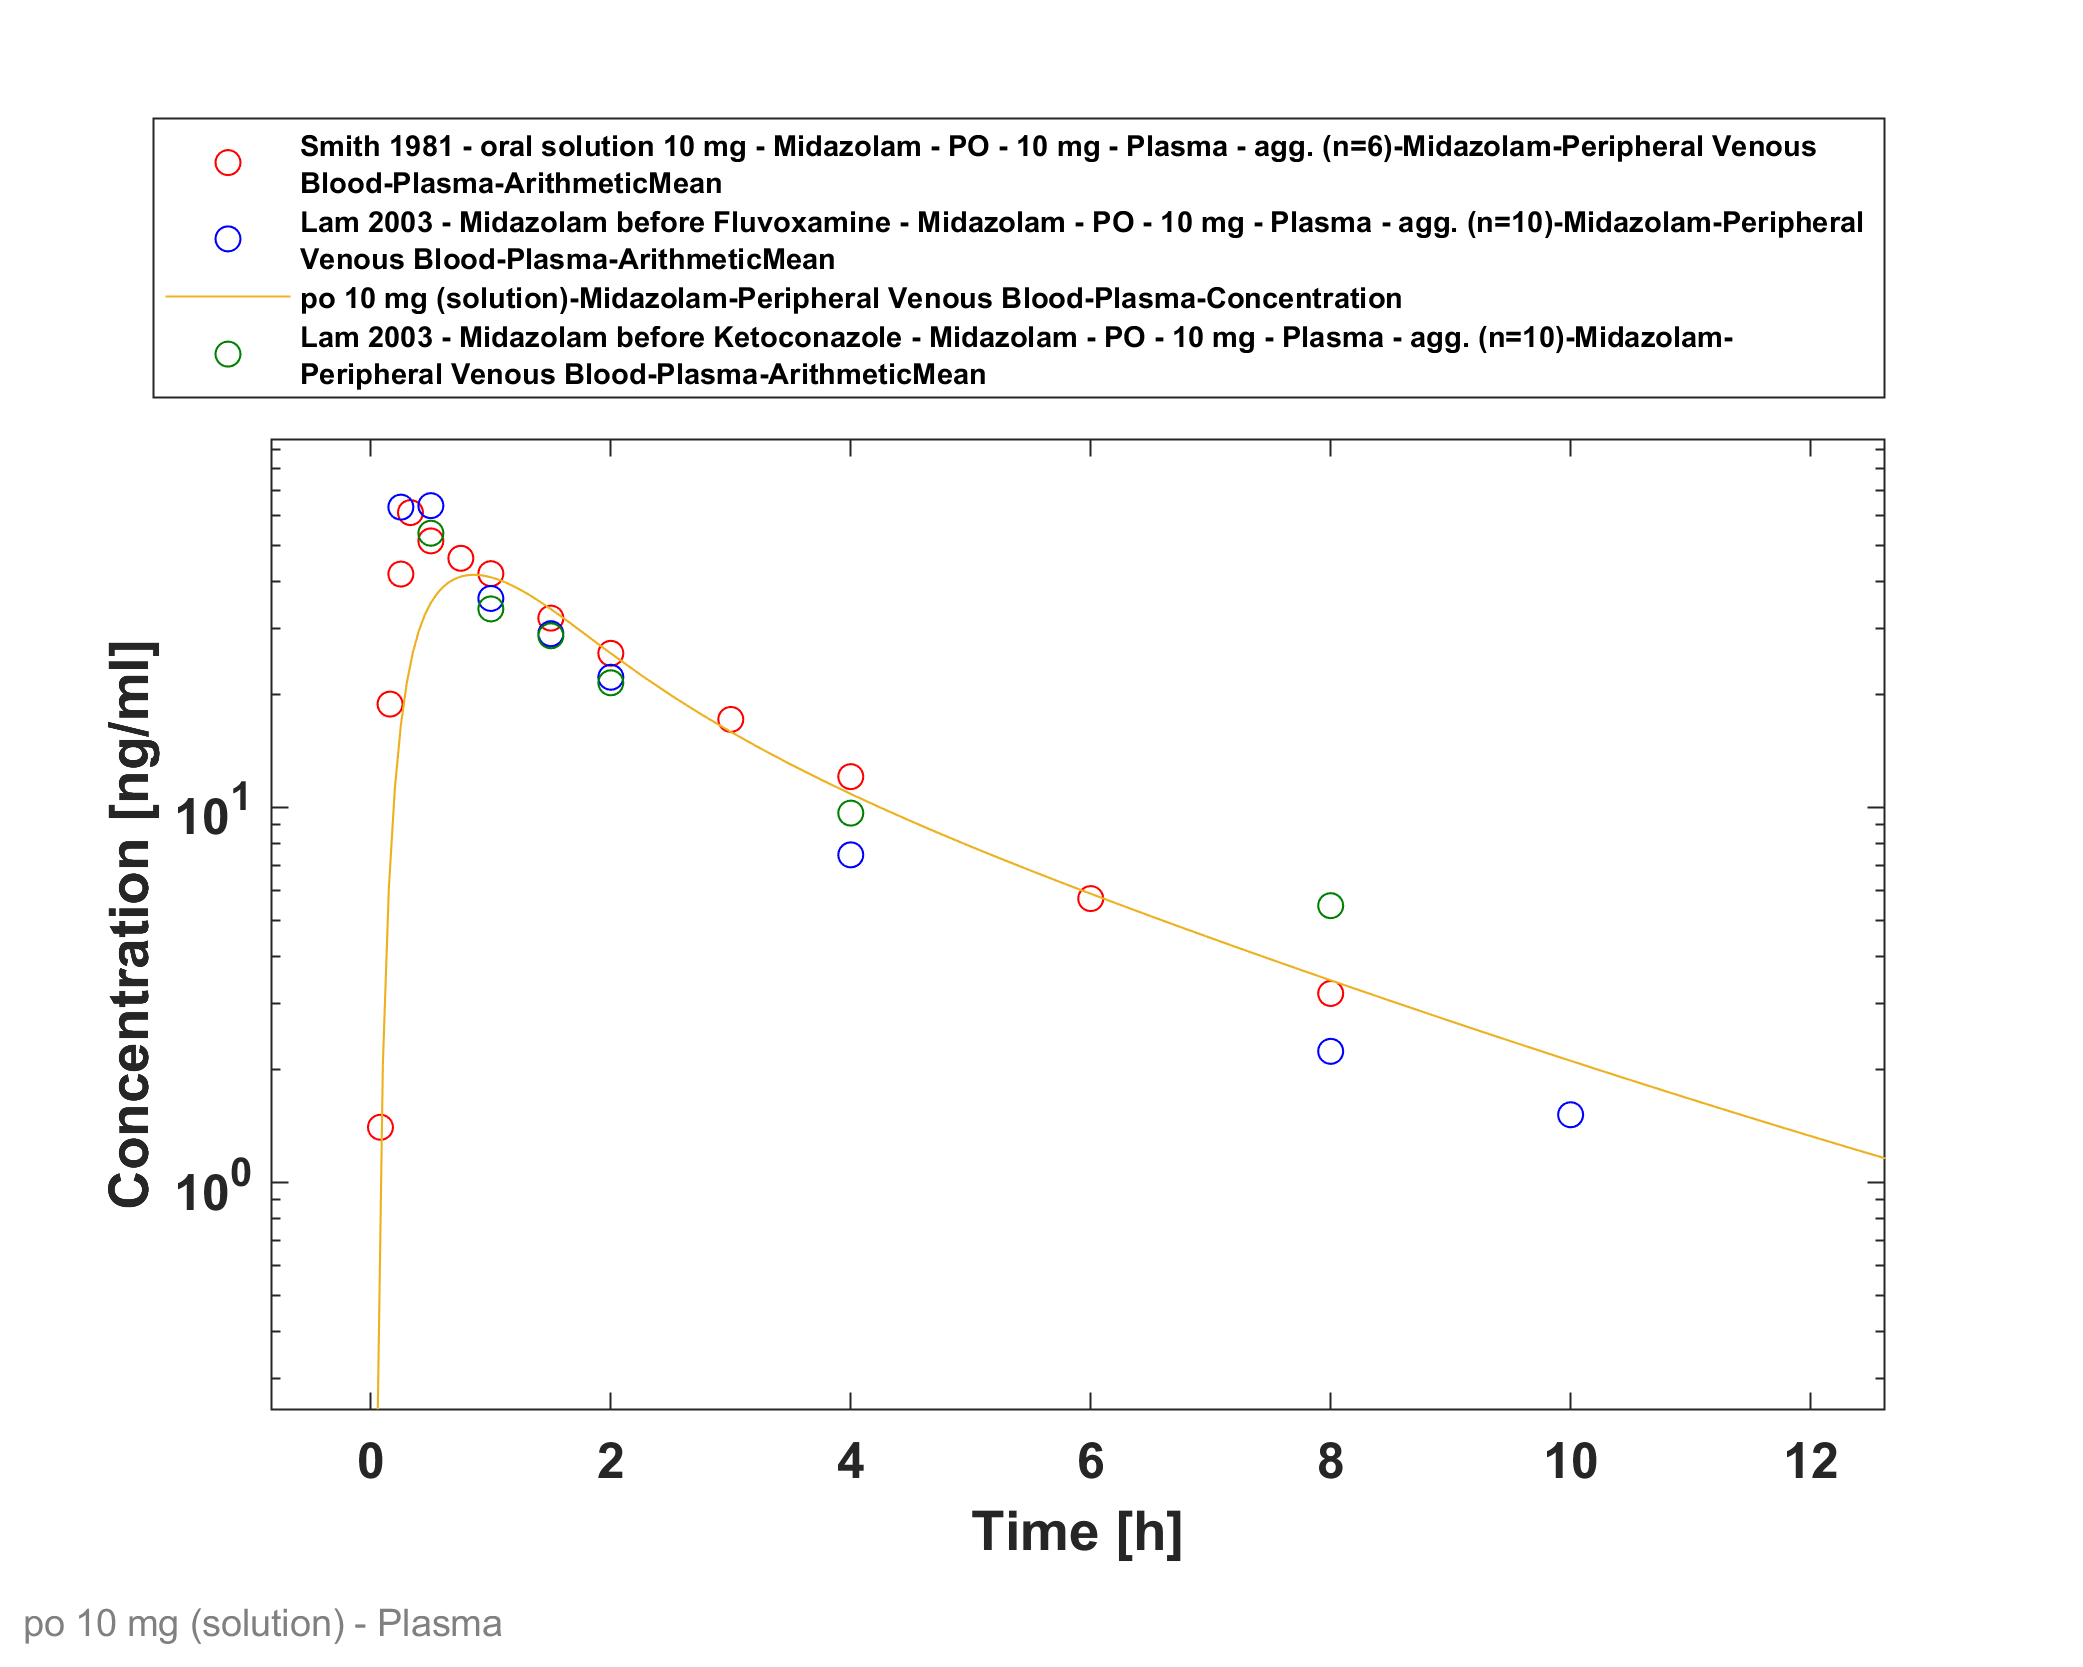 Smith 1981 - oral solution 10 mg - Midazolam - PO - 10 mg - Plasma - agg. (n=6)-Midazolam-Peripheral Venous
Blood-Plasma-ArithmeticMean
Lam 2003 - Midazolam before Fluvoxamine - Midazolam - PO - 10 mg - Plasma - agg. (n=10)-Midazolam-Peripheral
Venous Blood-Plasma-ArithmeticMean
po 10 mg (solution)-Midazolam-Peripheral Venous Blood-Plasma-Concentration
Lam 2003 - Midazolam before Ketoconazole - Midazolam - PO - 10 mg - Plasma - agg. (n=10)-Midazolam-
Peripheral Venous Blood-Plasma-ArithmeticMean
Concentration [ng/ml]
10^1
10^0
0 2 4 6 8 10 12
Time [h]
po 10 mg (solution) - Plasma